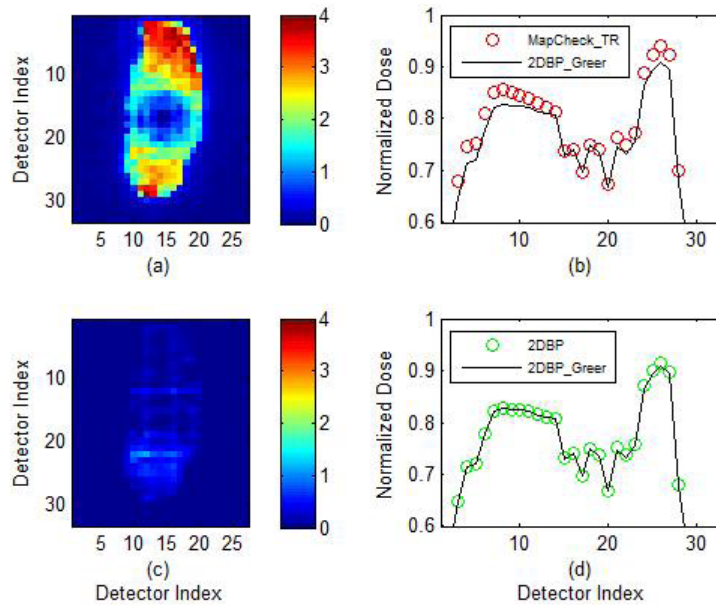 4
3
2
1
0
10
20
30
Detector Index
5 10 15 20 25
(a)
1
0.9
0.8
0.7
0.6
Normalized Dose
MapCheck_TR
2DBP_Greer
10 20 30
(b)
4
3
2
1
0
10
20
30
Detector Index
5 10 15 20 25
(c)
Detector Index
1
0.9
0.8
0.7
0.6
Normalized Dose
2DBP
2DBP_Greer
10 20 30
(d)
Detector Index